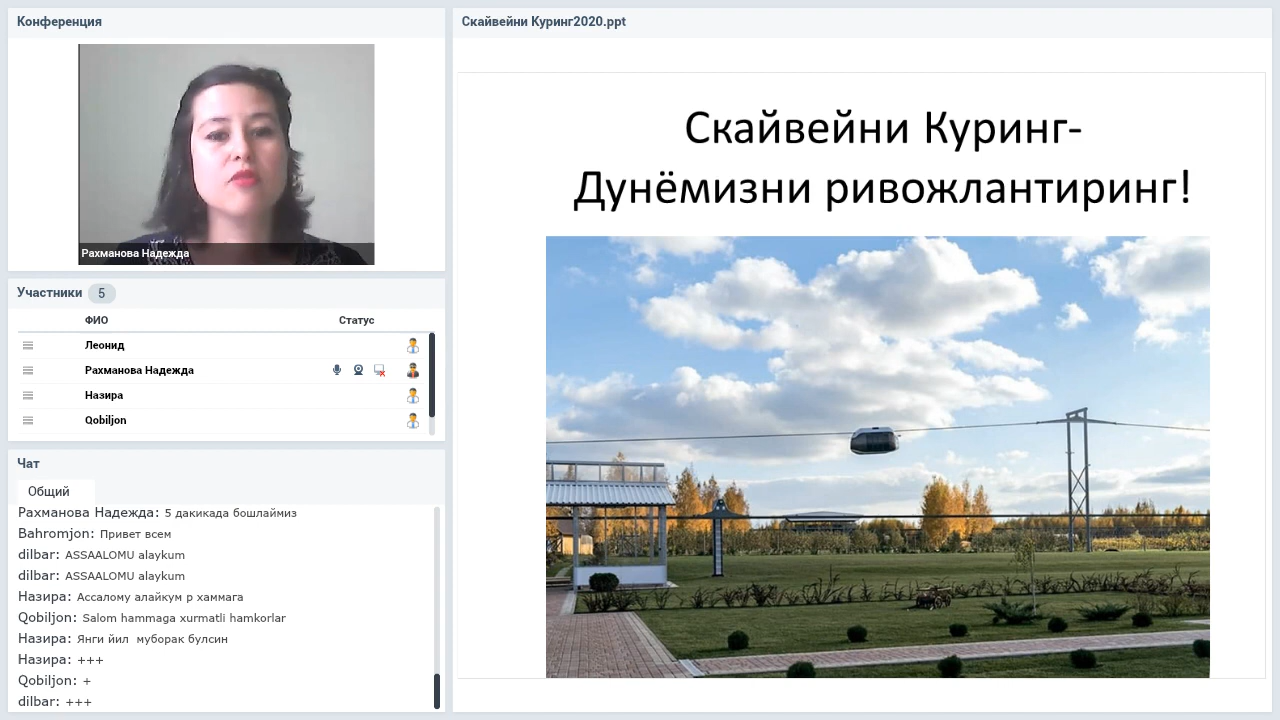 Конференция
Рахманова Надежда
Участники 5
ФИО Статус
Леонид
Рахманова Надежда
Назира
Qobiljon
Чат
Общий
Рахманова Надежда: 5 дакикада бошлаймиз
Bahromjon: Привет всем
dilbar: ASSAALOMU alaykum
dilbar: ASSAALOMU alaykum
Назира: Ассалому алайкум р хаммага
Qobiljon: Salom hammaga xurmatli hamkorlar
Назира: Янги йил муборак булсин
Назира: +++
Qobiljon: +
dilbar: +++
Скайвейни Куринг2020.ppt
Скайвейни Куринг-
Дунёмизни ривожлантиринг!